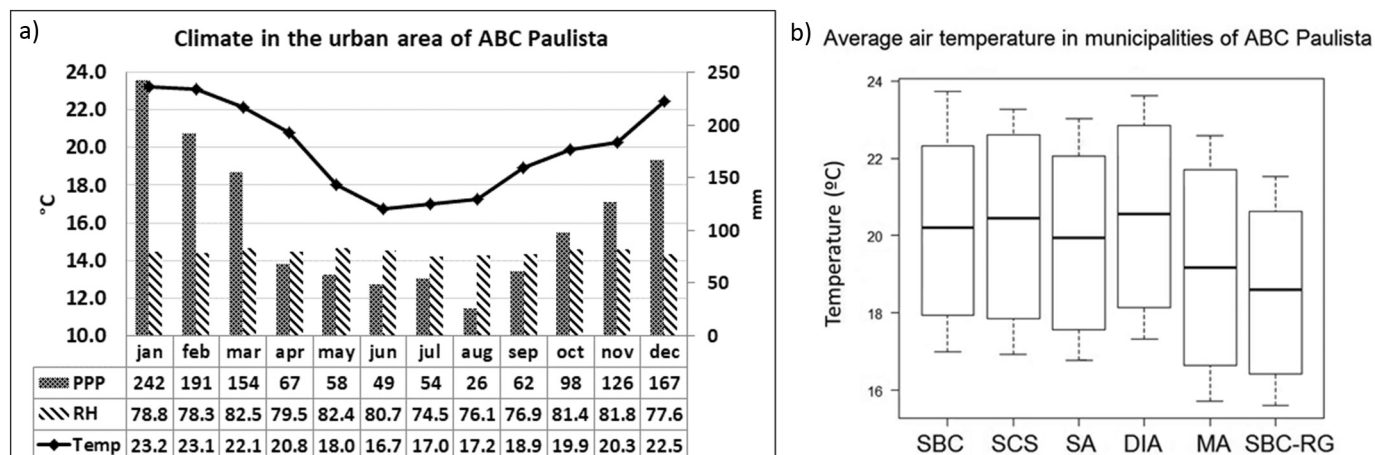 a)
Climate in the urban area of ABC Paulista
24.0
22.0
20.0
18.0
16.0
14.0
12.0
10.0
°C
250
200
150
100
50
0
mm
jan feb mar apr may jun jul aug sep oct nov dec
PPP 242 191 154 67 58 49 54 26 62 98 126 167
RH 78.8 78.3 82.5 79.5 82.4 80.7 74.5 76.1 76.9 81.4 81.8 77.6
Temp 23.2 23.1 22.1 20.8 18.0 16.7 17.0 17.2 18.9 19.9 20.3 22.5
b) Average air temperature in municipalities of ABC Paulista
Temperature (ºC)
24
22
20
18
16
SBC SCS SA DIA MA SBC-RG